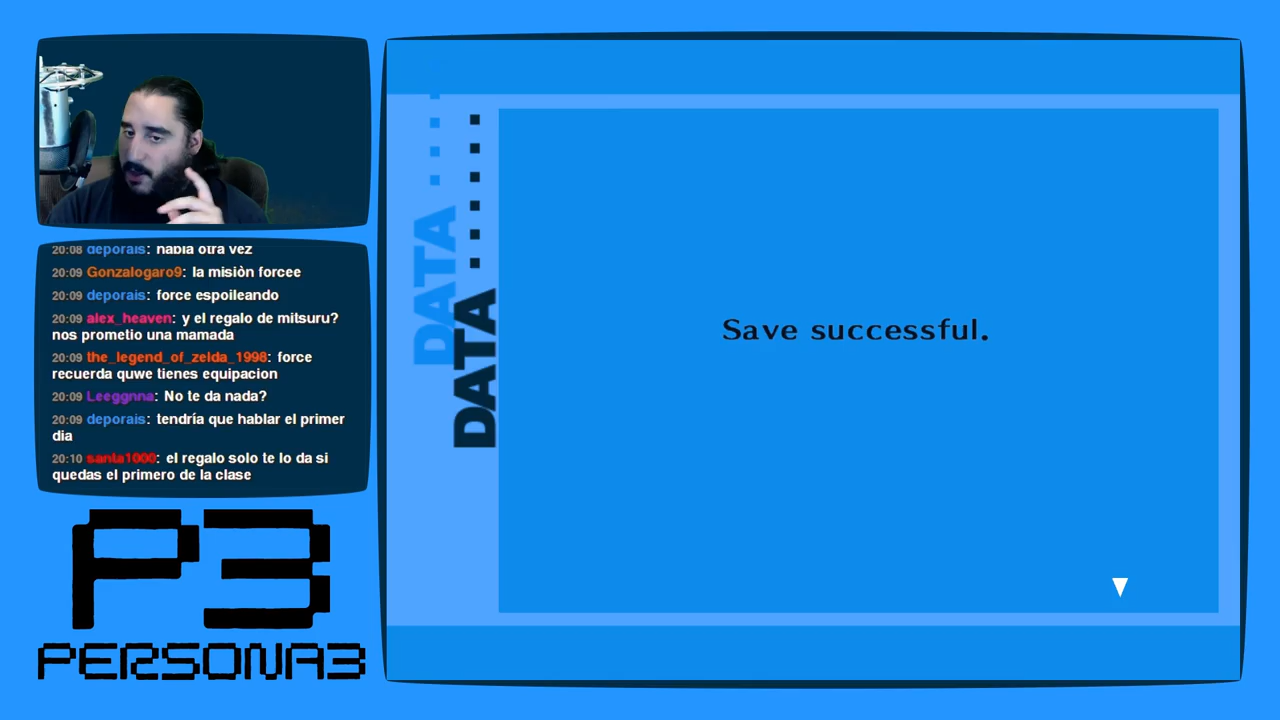 20:08 deporais: había otra vez
20:09 Gonzalogaro9: la misiòn forcee
20:09 deporais: force espoileando
20:09 alex_heaven: y el regalo de mitsuru?
nos prometio una mamada
20:09 the_legend_of_zelda_1998: force
recuerda quwe tienes equipacion
20:09 Leeggnna: No te da nada?
20:09 deporais: tendría que hablar el primer
dia
20:10 santa1000: el regalo solo te lo da si
quedas el primero de la clase
P3
PERSONA3
DATA
DATA
Save successful.